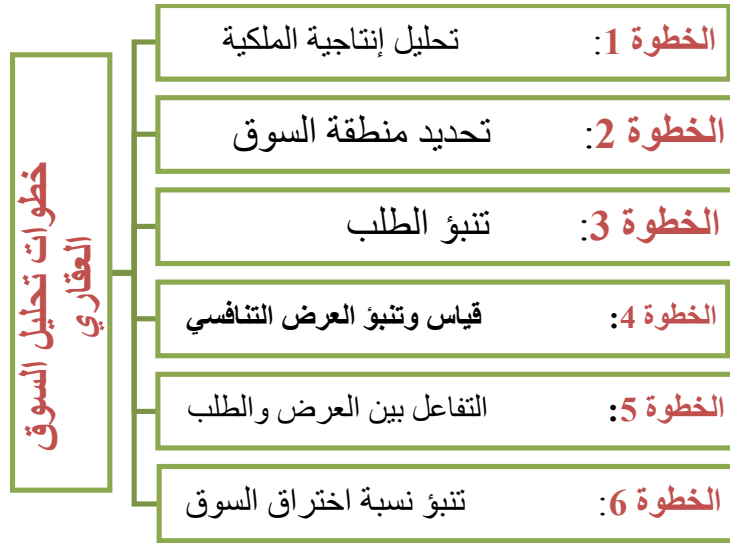 خطوات تحليل السوق
العقاري
الخطوة 1: تحليل إنتاجية الملكية
الخطوة 2: تحديد منطقة السوق
الخطوة 3: تنبؤ الطلب
الخطوة 4: قياس وتنبؤ العرض التنافسي
الخطوة 5: التفاعل بين العرض والطلب
الخطوة 6: تنبؤ نسبة اختراق السوق